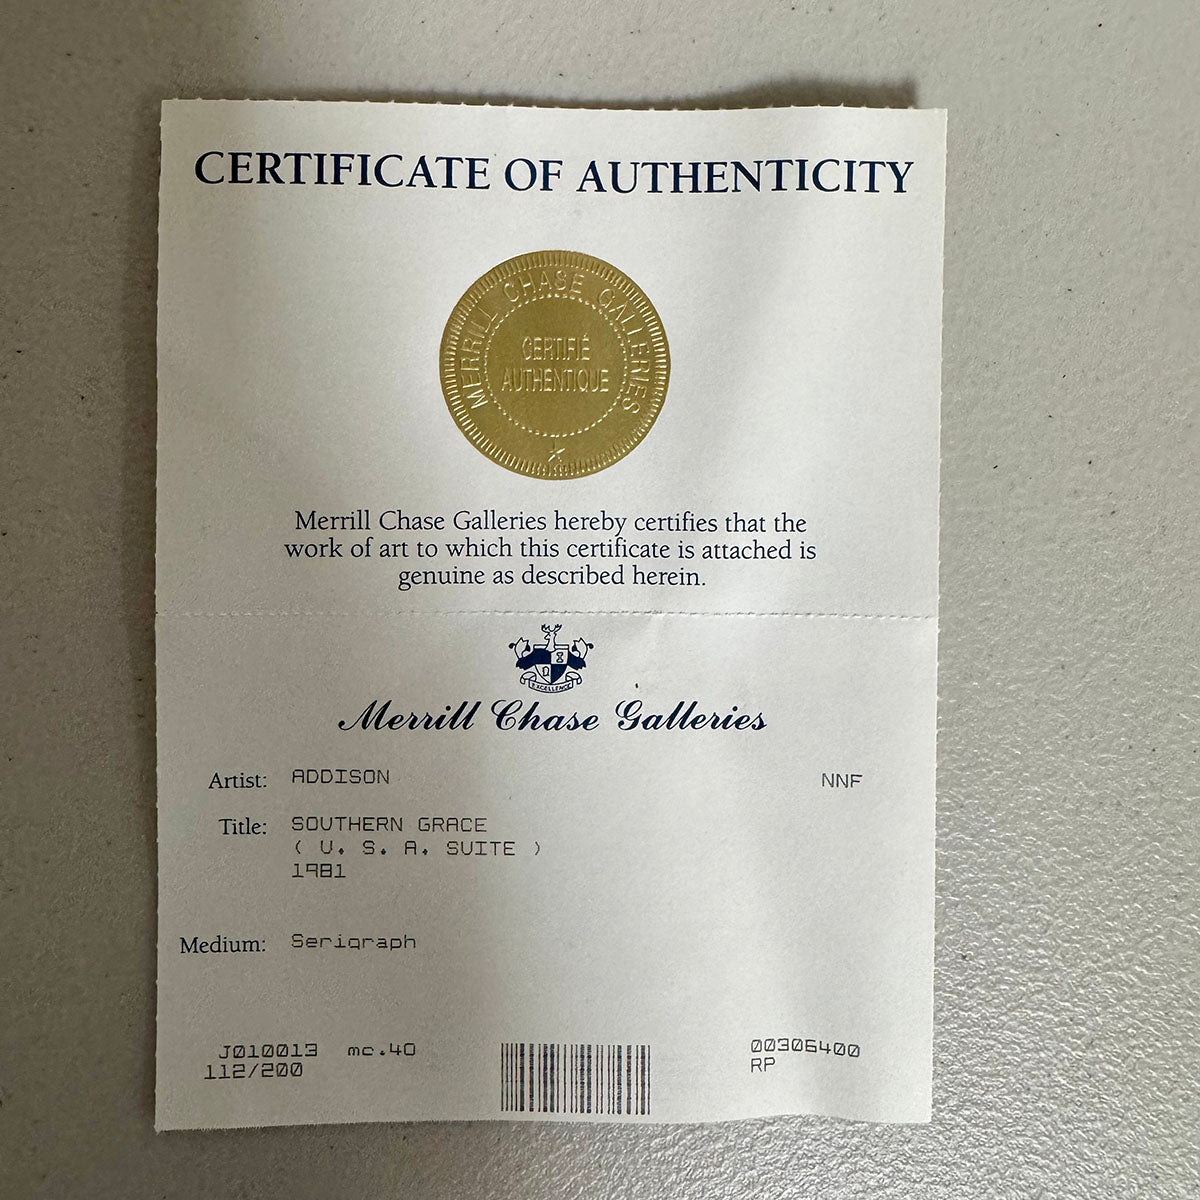 CERTIFICATE OF AUTHENTICITY
MERRILL CHASE GALLERIES
CERTIFIÉ
AUTHENTIQUE
Merrill Chase Galleries hereby certifies that the
work of art to which this certificate is attached is
genuine as described herein.
EXCELLENCE
Merrill Chase Galleries
Artist: ADDISON NNF
Title: SOUTHERN GRACE
( U. S. A. SUITE )
1981
Medium: Serigraph
J010013 mc.40 00306400
112/200 RP